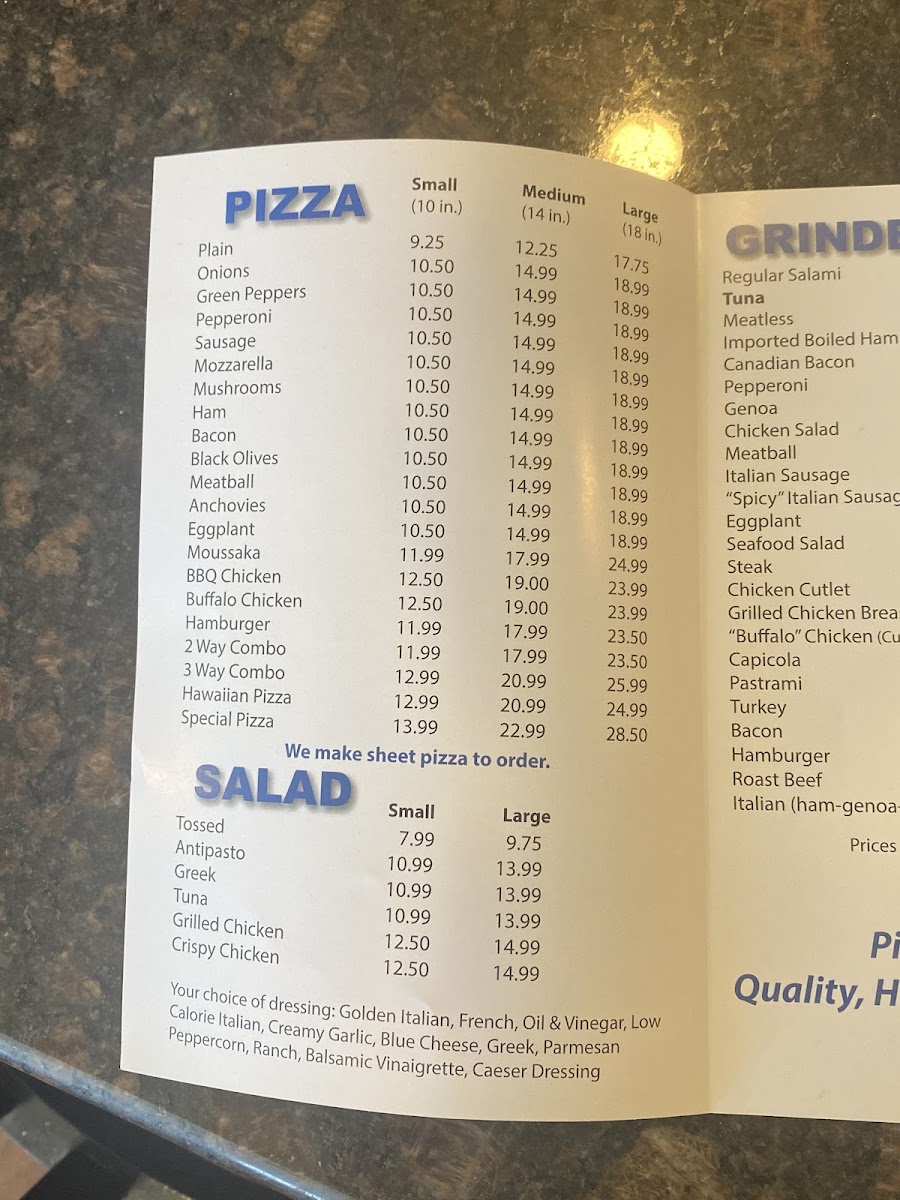 PIZZA Small Medium Large
(10 in.) (14 in.) (18 in.)
Plain 9.25 12.25 17.75
Onions 10.50 14.99 18.99
Green Peppers 10.50 14.99 18.99
Pepperoni 10.50 14.99 18.99
Sausage 10.50 14.99 18.99
Mozzarella 10.50 14.99 18.99
Mushrooms 10.50 14.99 18.99
Ham 10.50 14.99 18.99
Bacon 10.50 14.99 18.99
Black Olives 10.50 14.99 18.99
Meatball 10.50 14.99 18.99
Anchovies 10.50 14.99 18.99
Eggplant 10.50 14.99 18.99
Moussaka 11.99 17.99 24.99
BBQ Chicken 12.50 19.00 23.99
Buffalo Chicken 12.50 19.00 23.99
Hamburger 11.99 17.99 23.50
2 Way Combo 11.99 17.99 23.50
3 Way Combo 12.99 20.99 25.99
Hawaiian Pizza 12.99 20.99 24.99
Special Pizza 13.99 22.99 28.50
We make sheet pizza to order.
SALAD Small Large
Tossed 7.99 9.75
Antipasto 10.99 13.99
Greek 10.99 13.99
Tuna 10.99 13.99
Grilled Chicken 12.50 14.99
Crispy Chicken 12.50 14.99
Your choice of dressing: Golden Italian, French, Oil & Vinegar, Low
Calorie Italian, Creamy Garlic, Blue Cheese, Greek, Parmesan
Peppercorn, Ranch, Balsamic Vinaigrette, Caeser Dressing
GRINDE
Regular Salami
Tuna
Meatless
Imported Boiled Ham
Canadian Bacon
Pepperoni
Genoa
Chicken Salad
Meatball
Italian Sausage
"Spicy" Italian Sausag
Eggplant
Seafood Salad
Steak
Chicken Cutlet
Grilled Chicken Brea
"Buffalo" Chicken (Cu
Capicola
Pastrami
Turkey
Bacon
Hamburger
Roast Beef
Italian (ham-genoa-
Prices
Pi
Quality, H